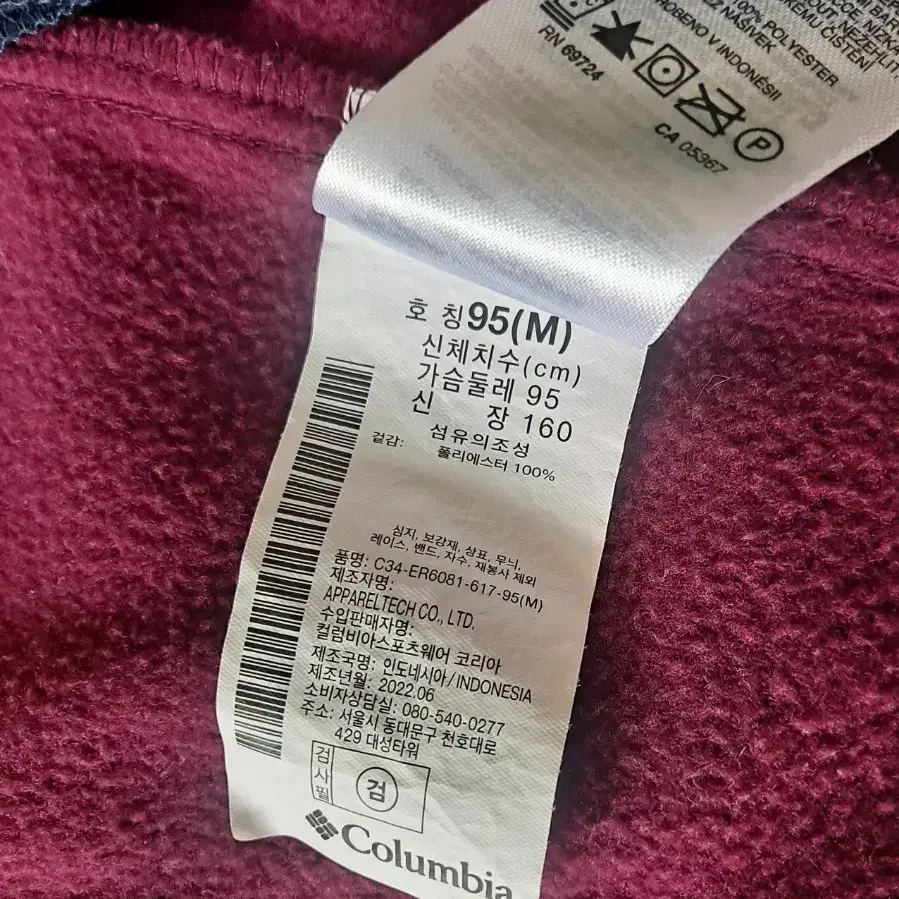 100% POLYESTER
VYROBENO V INDONÉSII
RN 69724
P
CA 05367
호 칭 95(M)
신체치수(cm)
가슴둘레 95
신 장 160
섬유의조성
겉감: 폴리에스터 100%
심지, 보강재, 상표, 무늬,
레이스, 밴드, 자수, 재봉사 제외
품명: C34-ER6081-617-95(M)
제조자명:
APPARELTECH CO., LTD.
수입판매자명:
컬럼비아스포츠웨어 코리아
제조국명: 인도네시아/INDONESIA
제조년월: 2022.06
소비자상담실: 080-540-0277
주소: 서울시 동대문구 천호대로
429 대성타워
검사필
검
Columbia